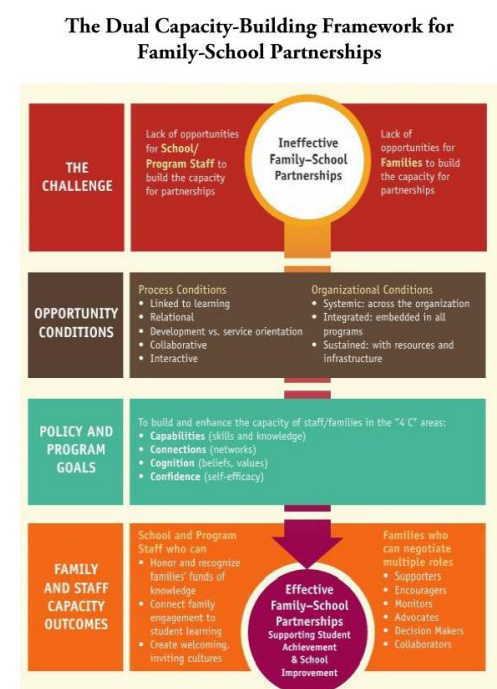 The Dual Capacity-Building Framework for
Family-School Partnerships
THE
CHALLENGE
Lack of opportunities
for School/
Program Staff to
build the capacity
for partnerships
Ineffective
Family–School
Partnerships
Lack of
opportunities for
Families to build
the capacity for
partnerships
OPPORTUNITY
CONDITIONS
Process Conditions
• Linked to learning
• Relational
• Development vs. service orientation
• Collaborative
• Interactive
Organizational Conditions
• Systemic: across the organization
• Integrated: embedded in all
programs
• Sustained: with resources and
infrastructure
POLICY AND
PROGRAM
GOALS
To build and enhance the capacity of staff/families in the "4 C" areas:
• Capabilities (skills and knowledge)
• Connections (networks)
• Cognition (beliefs, values)
• Confidence (self-efficacy)
FAMILY
AND STAFF
CAPACITY
OUTCOMES
School and Program
Staff who can
• Honor and recognize
families' funds of
knowledge
• Connect family
engagement to
student learning
• Create welcoming,
inviting cultures
Effective
Family–School
Partnerships
Supporting Student
Achievement
& School
Improvement
Families who
can negotiate
multiple roles
• Supporters
• Encouragers
• Monitors
• Advocates
• Decision Makers
• Collaborators